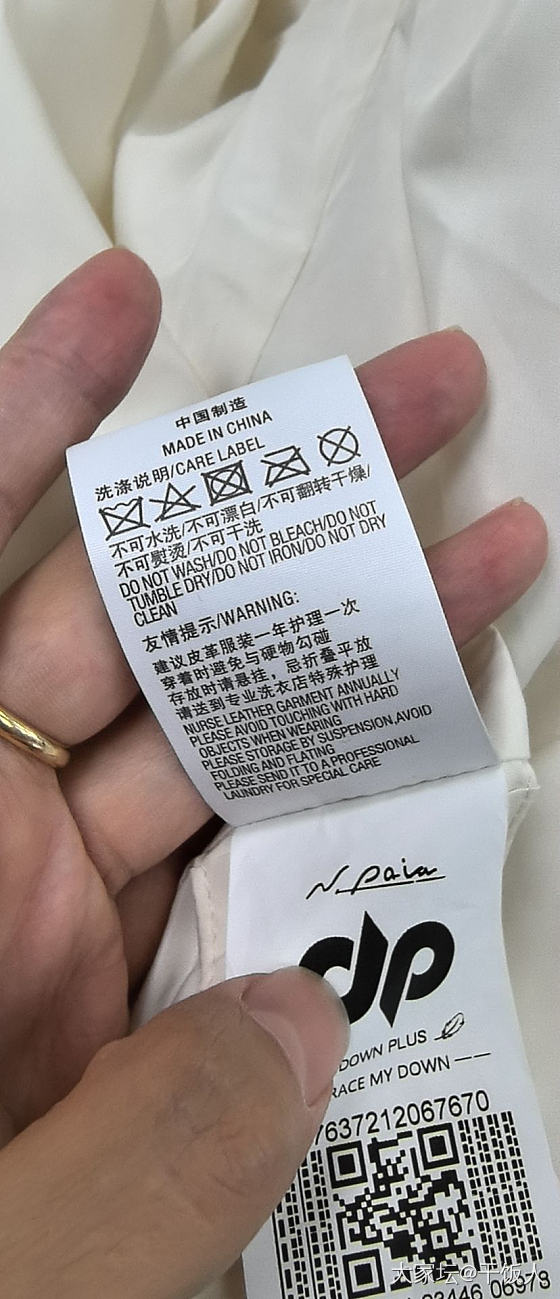 中国制造
MADE IN CHINA
洗涤说明/CARE LABEL
不可水洗/不可漂白/不可翻转干燥/
不可熨烫/不可干洗
DO NOT WASH/DO NOT BLEACH/DO NOT
TUMBLE DRY/DO NOT IRON/DO NOT DRY
CLEAN
友情提示/WARNING:
建议皮革服装一年护理一次
穿着时避免与硬物勾碰
存放时请悬挂，忌折叠平放
请送到专业洗衣店特殊护理
NURSE LEATHER GARMENT ANNUALLY
PLEASE AVOID TOUCHING WITH HARD
OBJECTS WHEN WEARING
PLEASE STORAGE BY SUSPENSION.AVOID
FOLDING AND FLATING
PLEASE SEND IT TO A PROFESSIONAL
LAUNDRY FOR SPECIAL CARE
N.paia
dp
DOWN PLUS
RACE MY DOWN
7637212067670
大家坛@干饭人
63446 06973